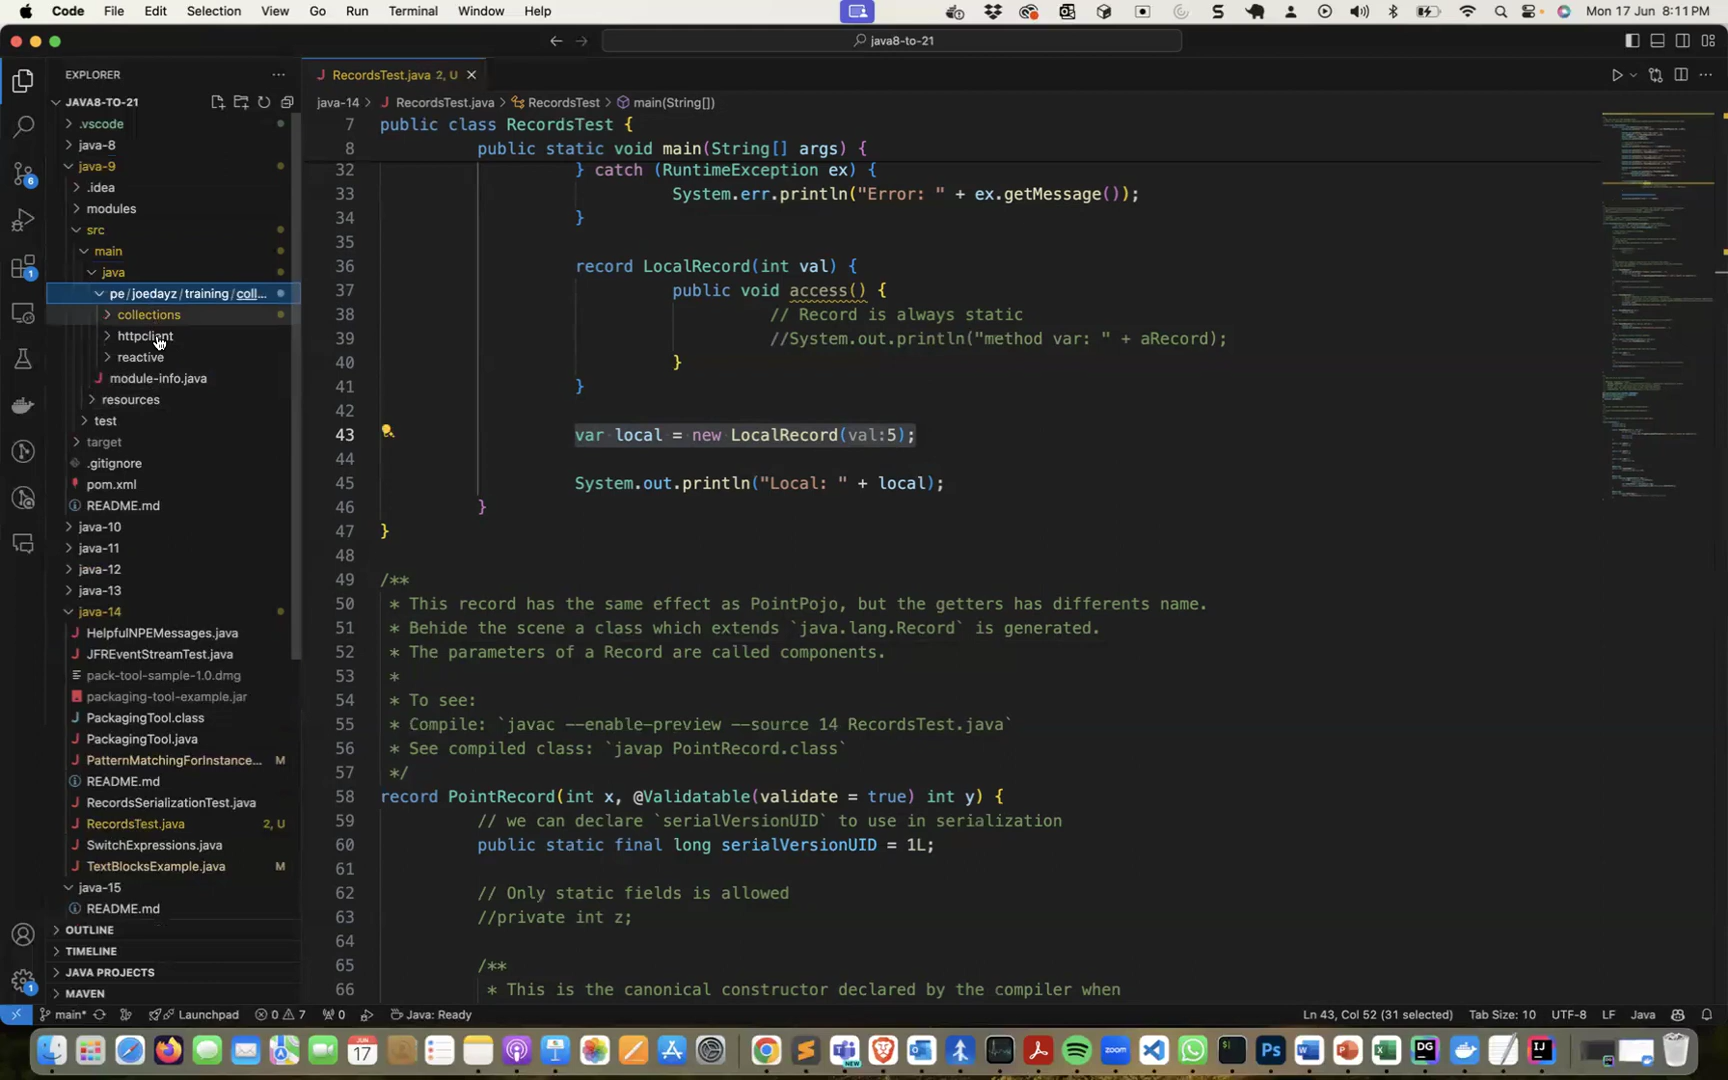 Code File Edit Selection View Go Run Terminal Window Help Mon 17 Jun 8:11 PM
java8-to-21
EXPLORER
JAVA8-TO-21
.vscode
java-8
java-9
.idea
modules
src
main
java
pe/joedayz/training/coll...
collections
httpclient
reactive
module-info.java
resources
test
target
.gitignore
pom.xml
README.md
java-10
java-11
java-12
java-13
java-14
HelpfulNPEMessages.java
JFREventStreamTest.java
pack-tool-sample-1.0.dmg
packaging-tool-example.jar
PackagingTool.class
PackagingTool.java
PatternMatchingForInstance... M
README.md
RecordsSerializationTest.java
RecordsTest.java 2, U
SwitchExpressions.java
TextBlocksExample.java M
java-15
README.md
OUTLINE
TIMELINE
JAVA PROJECTS
MAVEN
RecordsTest.java 2, U
java-14 > RecordsTest.java > RecordsTest > main(String[])
7 public class RecordsTest {
8 public static void main(String[] args) {
32 } catch (RuntimeException ex) {
33 System.err.println("Error: " + ex.getMessage());
34 }
35
36 record LocalRecord(int val) {
37 public void access() {
38 // Record is always static
39 //System.out.println("method var: " + aRecord);
40 }
41 }
42
43 var local = new LocalRecord(val:5);
44
45 System.out.println("Local: " + local);
46 }
47 }
48
49 /**
50 * This record has the same effect as PointPojo, but the getters has differents name.
51 * Behide the scene a class which extends `java.lang.Record` is generated.
52 * The parameters of a Record are called components.
53 *
54 * To see:
55 * Compile: `javac --enable-preview --source 14 RecordsTest.java`
56 * See compiled class: `javap PointRecord.class`
57 */
58 record PointRecord(int x, @Validatable(validate = true) int y) {
59 // we can declare `serialVersionUID` to use in serialization
60 public static final long serialVersionUID = 1L;
61
62 // Only static fields is allowed
63 //private int z;
64
65 /**
66 * This is the canonical constructor declared by the compiler when
6
1
1
main* Launchpad 0 7 0 Java: Ready Ln 43, Col 52 (31 selected) Tab Size: 10 UTF-8 LF Java
JUN
17
NEW
zoom
DG